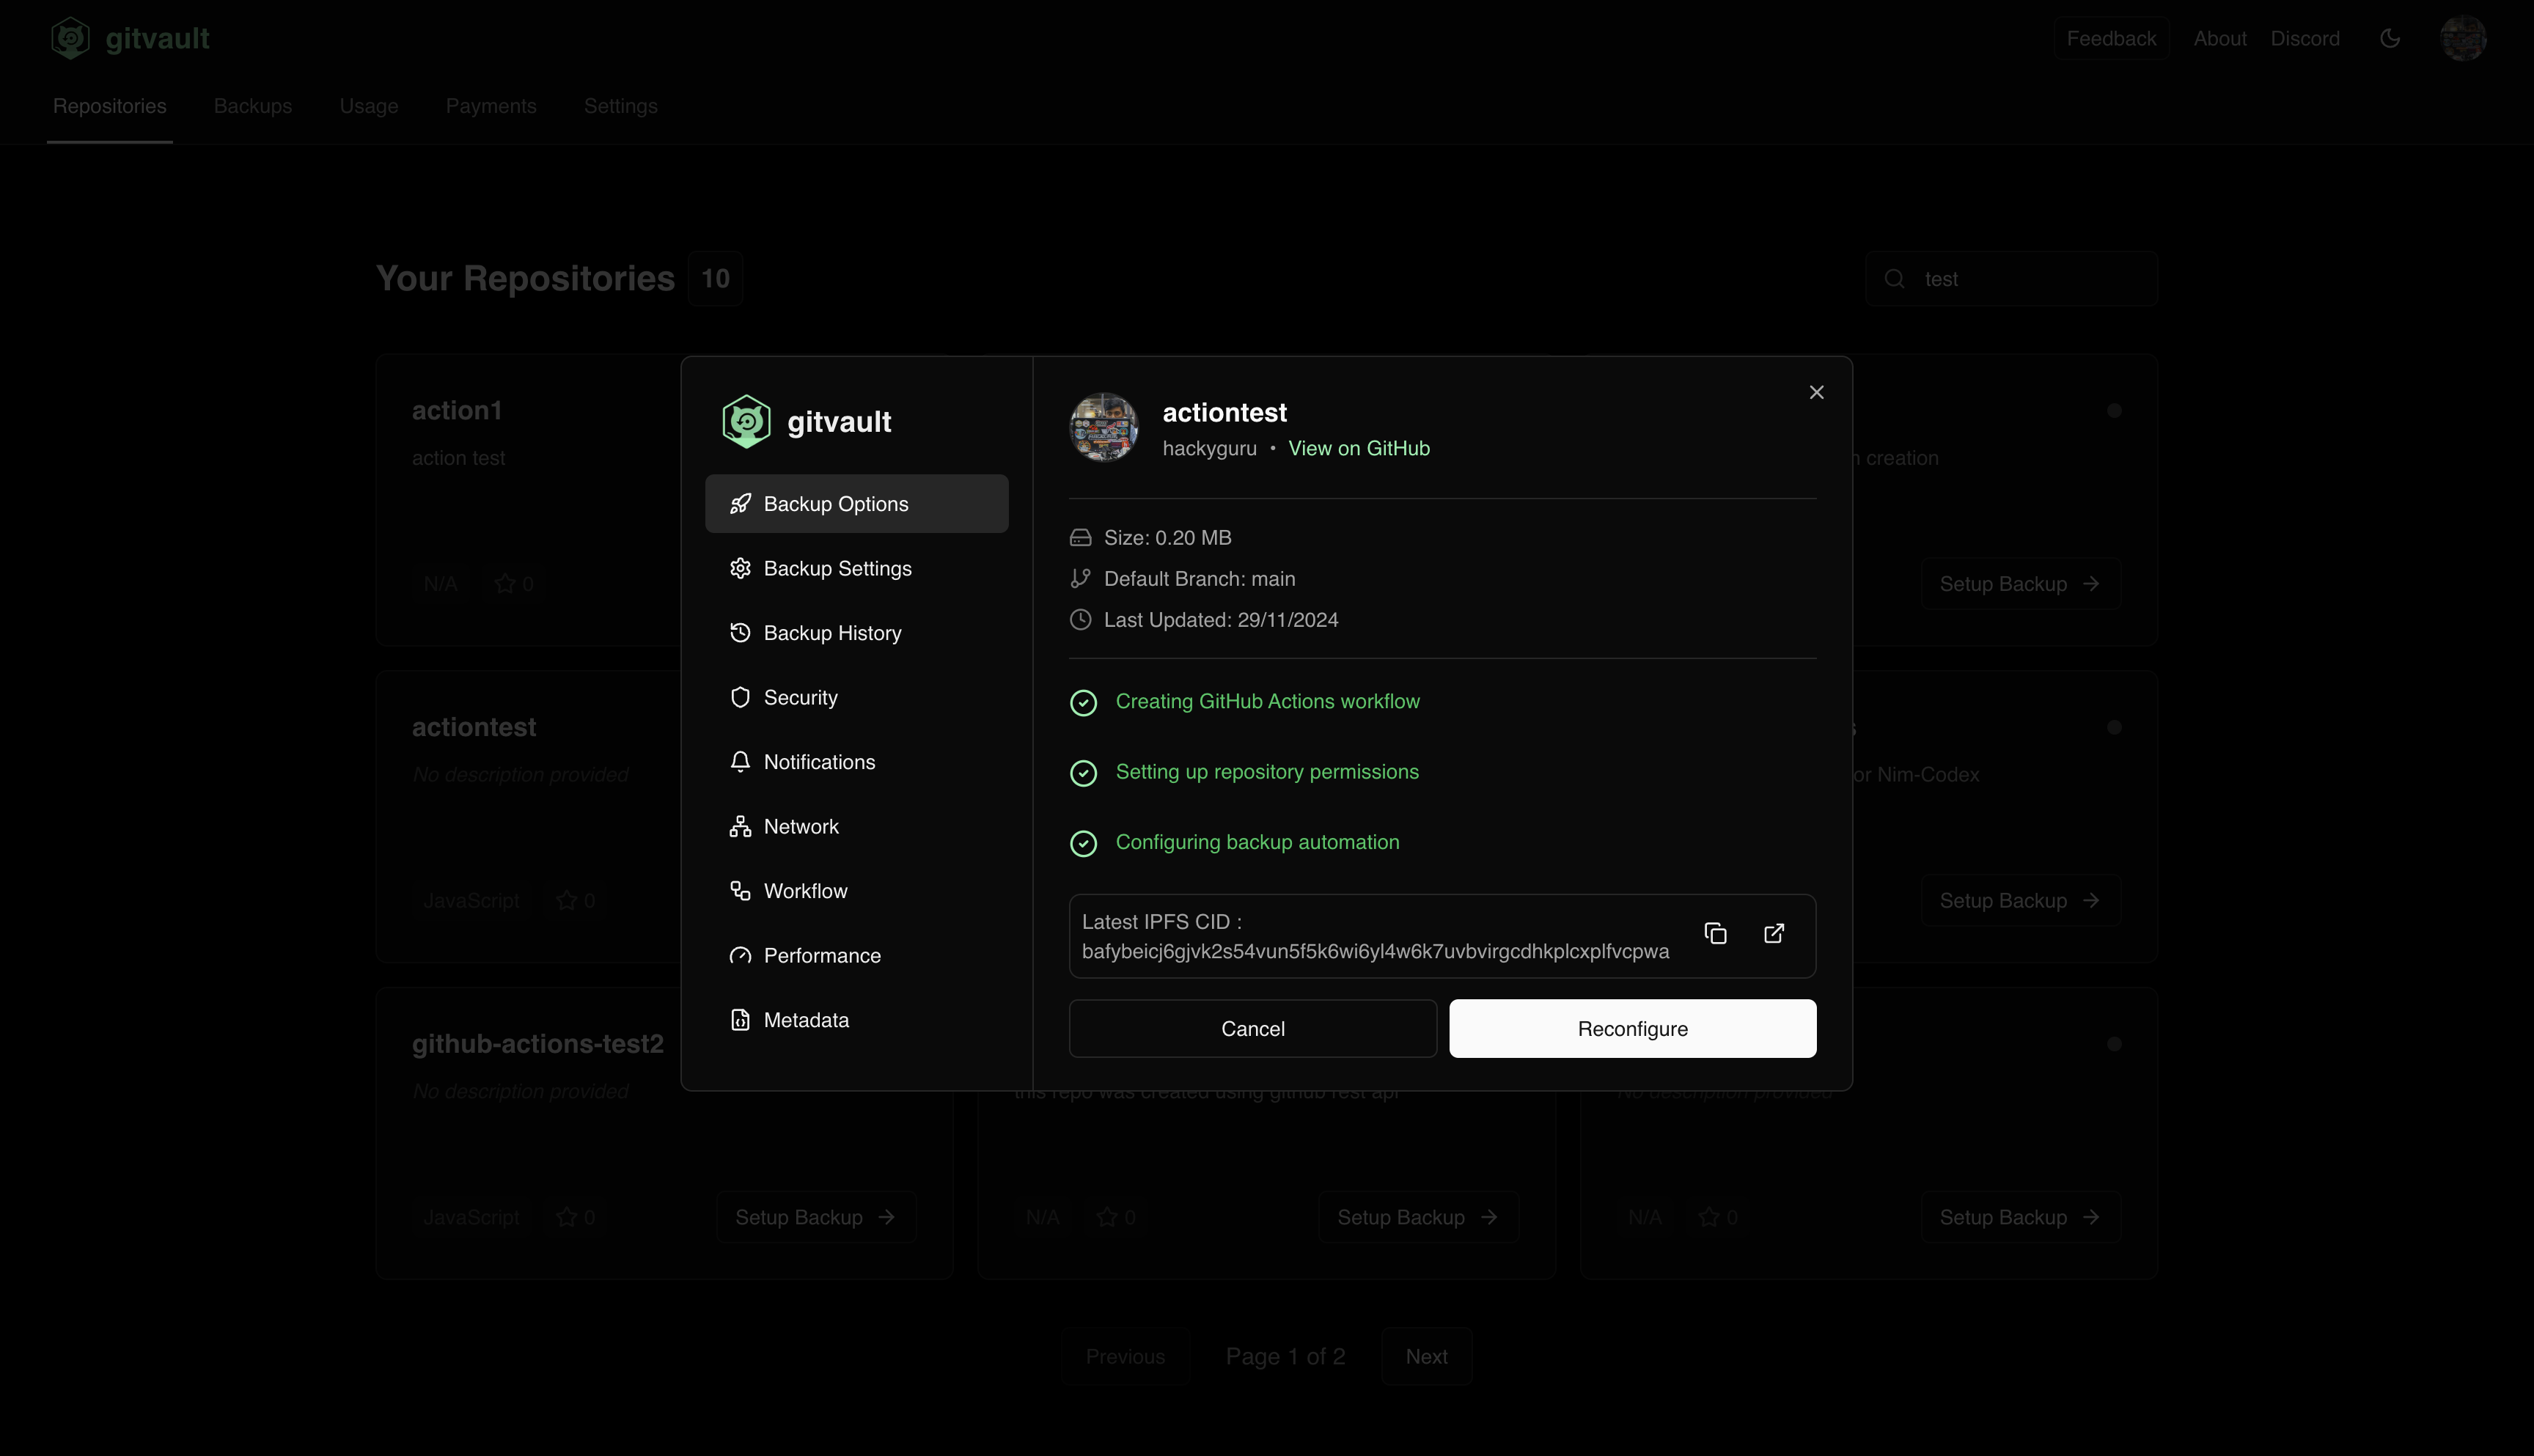 gitvault
Feedback
About
Discord
Repositories
Backups
Usage
Payments
Settings
Your Repositories
10
test
action1
action test
N/A
0
n creation
Setup Backup
actiontest
No description provided
JavaScript
0
or Nim-Codex
Setup Backup
github-actions-test2
No description provided
JavaScript
0
Setup Backup
this repo was created using github rest api
N/A
0
Setup Backup
No description provided
N/A
0
Setup Backup
Previous
Page 1 of 2
Next
gitvault
Backup Options
Backup Settings
Backup History
Security
Notifications
Network
Workflow
Performance
Metadata
actiontest
hackyguru • View on GitHub
Size: 0.20 MB
Default Branch: main
Last Updated: 29/11/2024
Creating GitHub Actions workflow
Setting up repository permissions
Configuring backup automation
Latest IPFS CID :
bafybeicj6gjvk2s54vun5f5k6wi6yl4w6k7uvbvirgcdhkplcxplfvcpwa
Cancel
Reconfigure